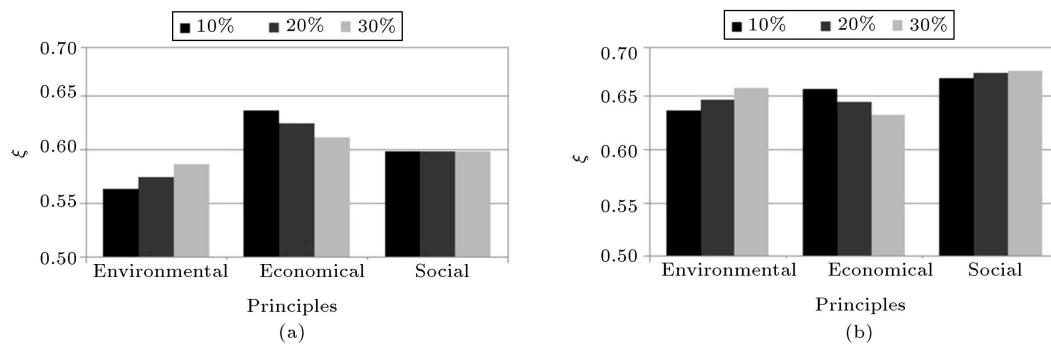 10% 20% 30%
0.70
0.65
0.60
0.55
0.50
ξ
Environmental Economical Social
Principles
(a)
10% 20% 30%
0.70
0.65
0.60
0.55
0.50
ξ
Environmental Economical Social
Principles
(b)